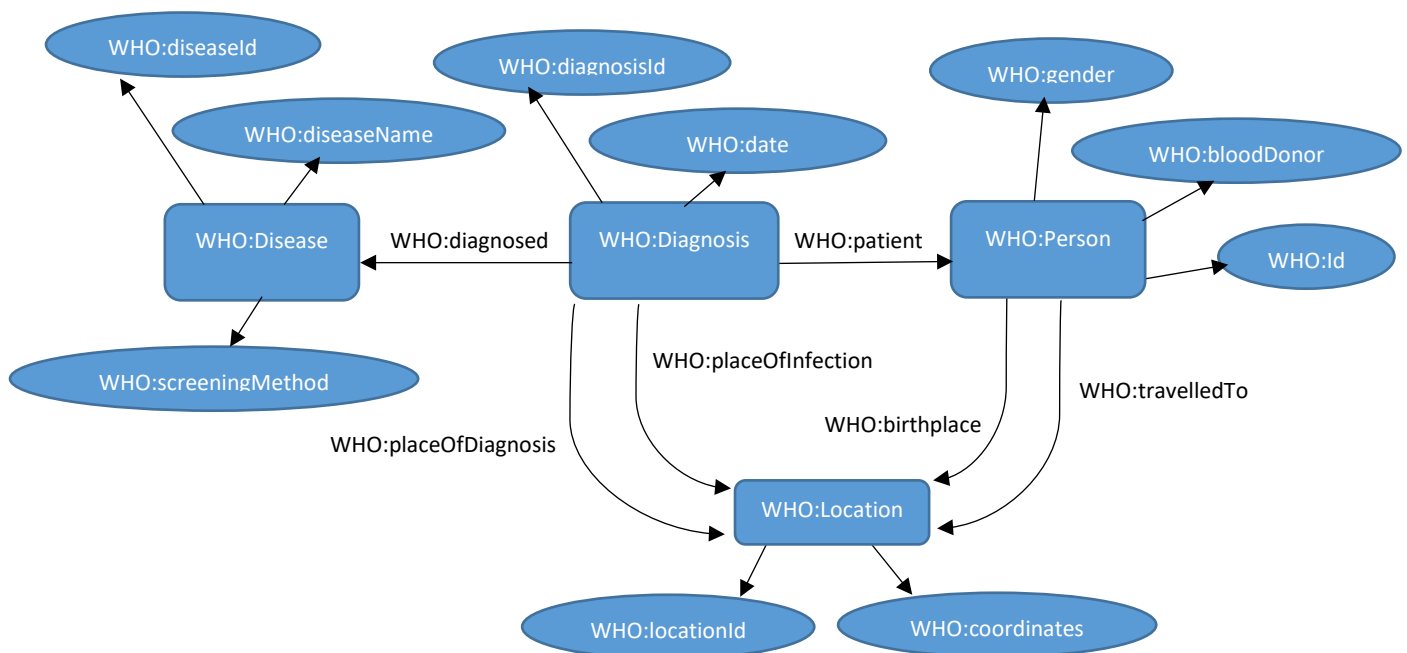 WHO:diseaseId
WHO:diagnosisId
WHO:gender
WHO:diseaseName
WHO:date
WHO:bloodDonor
WHO:Disease
WHO:diagnosed
WHO:Diagnosis
WHO:patient
WHO:Person
WHO:Id
WHO:screeningMethod
WHO:placeOfInfection
WHO:travelledTo
WHO:placeOfDiagnosis
WHO:birthplace
WHO:Location
WHO:locationId
WHO:coordinates